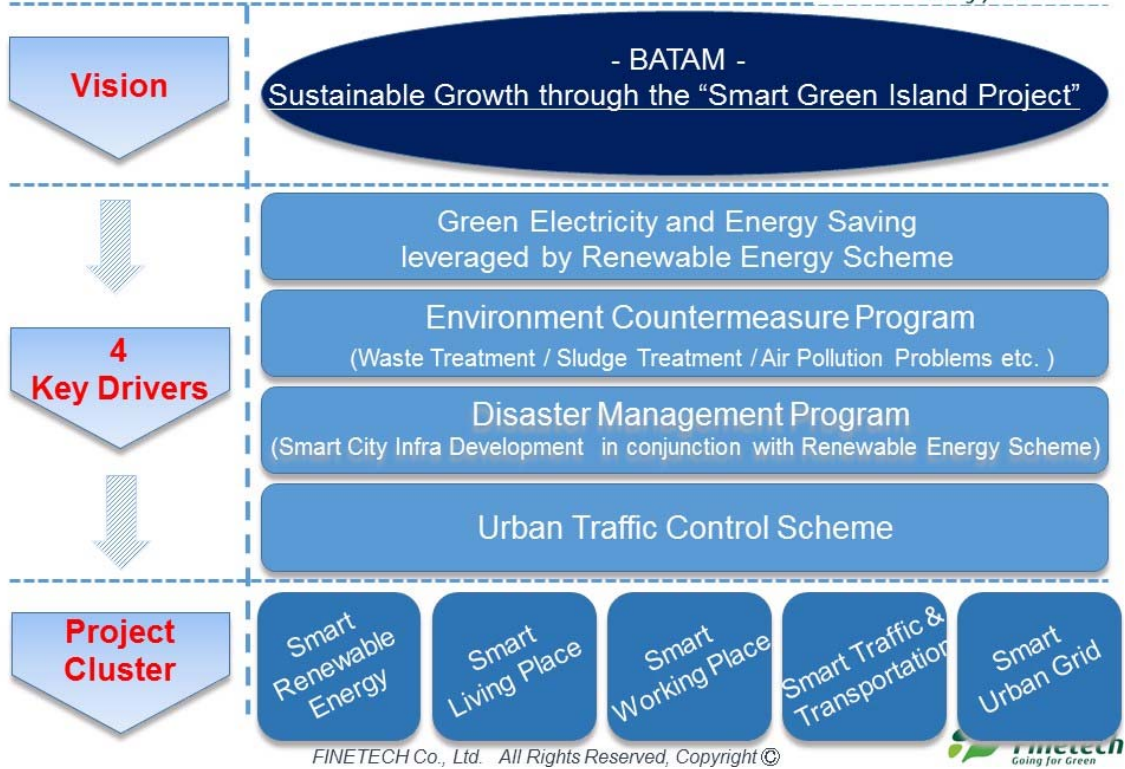 Vision
- BATAM -
Sustainable Growth through the “Smart Green Island Project”
4
Key Drivers
Green Electricity and Energy Saving
leveraged by Renewable Energy Scheme
Environment Countermeasure Program
(Waste Treatment / Sludge Treatment / Air Pollution Problems etc. )
Disaster Management Program
(Smart City Infra Development in conjunction with Renewable Energy Scheme)
Urban Traffic Control Scheme
Project
Cluster
Smart
Renewable
Energy
Smart
Living Place
Smart
Working Place
Smart Traffic &
Transportation
Smart
Urban Grid
FINETECH Co., Ltd. All Rights Reserved, Copyright ©
Finetech
Going for Green